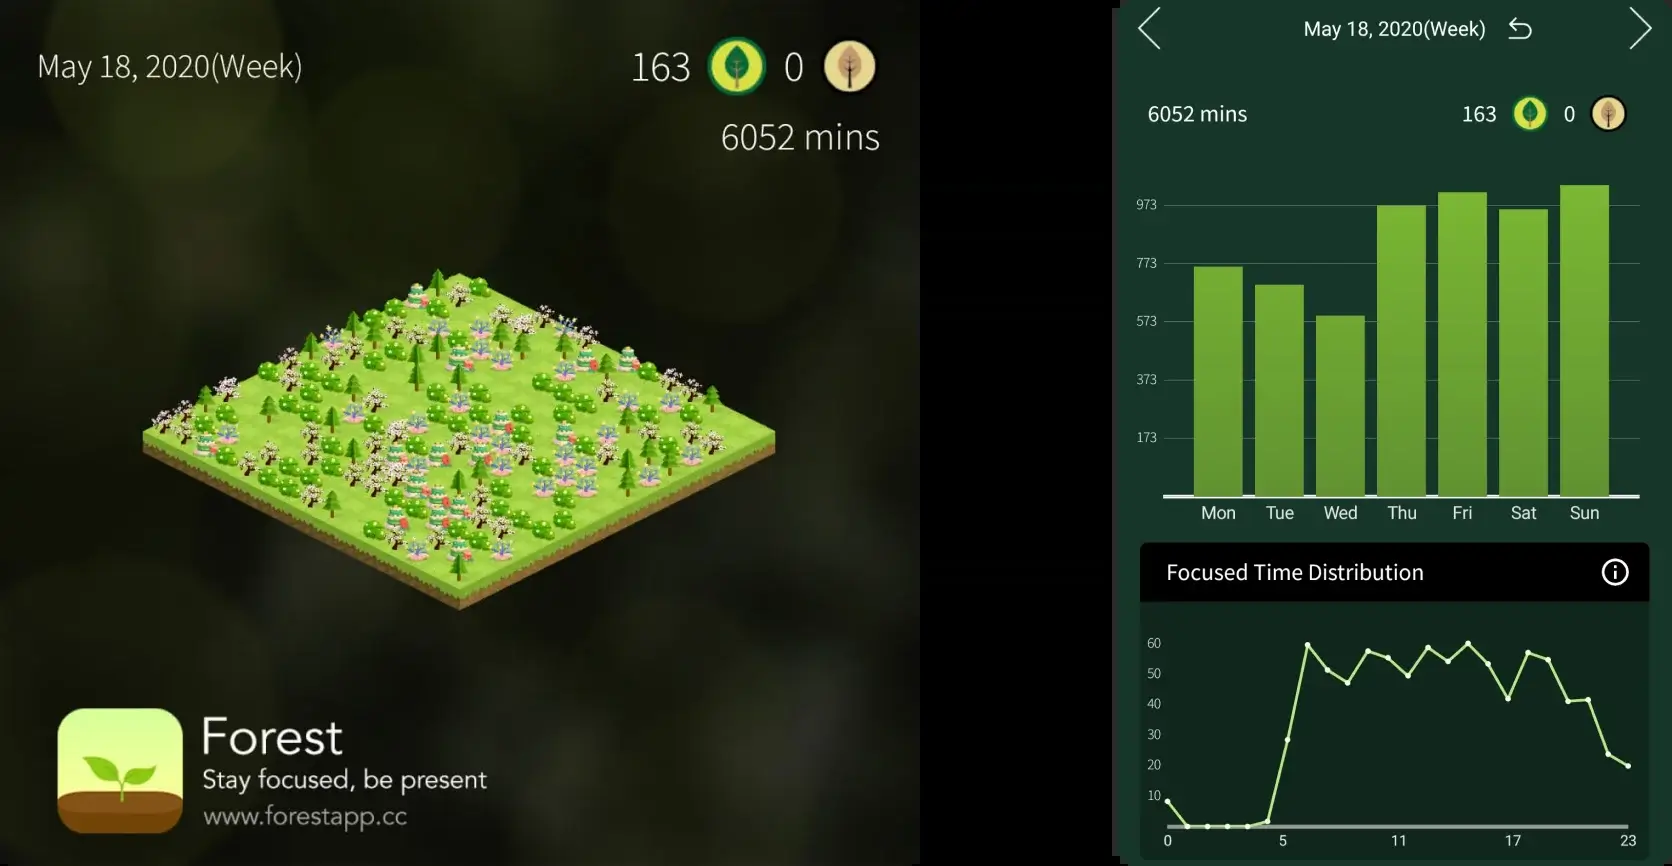 May 18, 2020(Week)
163 0
6052 mins
Forest
Stay focused, be present
www.forestapp.cc
May 18, 2020(Week)
6052 mins 163 0
973
773
573
373
173
Mon Tue Wed Thu Fri Sat Sun
Focused Time Distribution
60
50
40
30
20
10
0 5 11 17 23